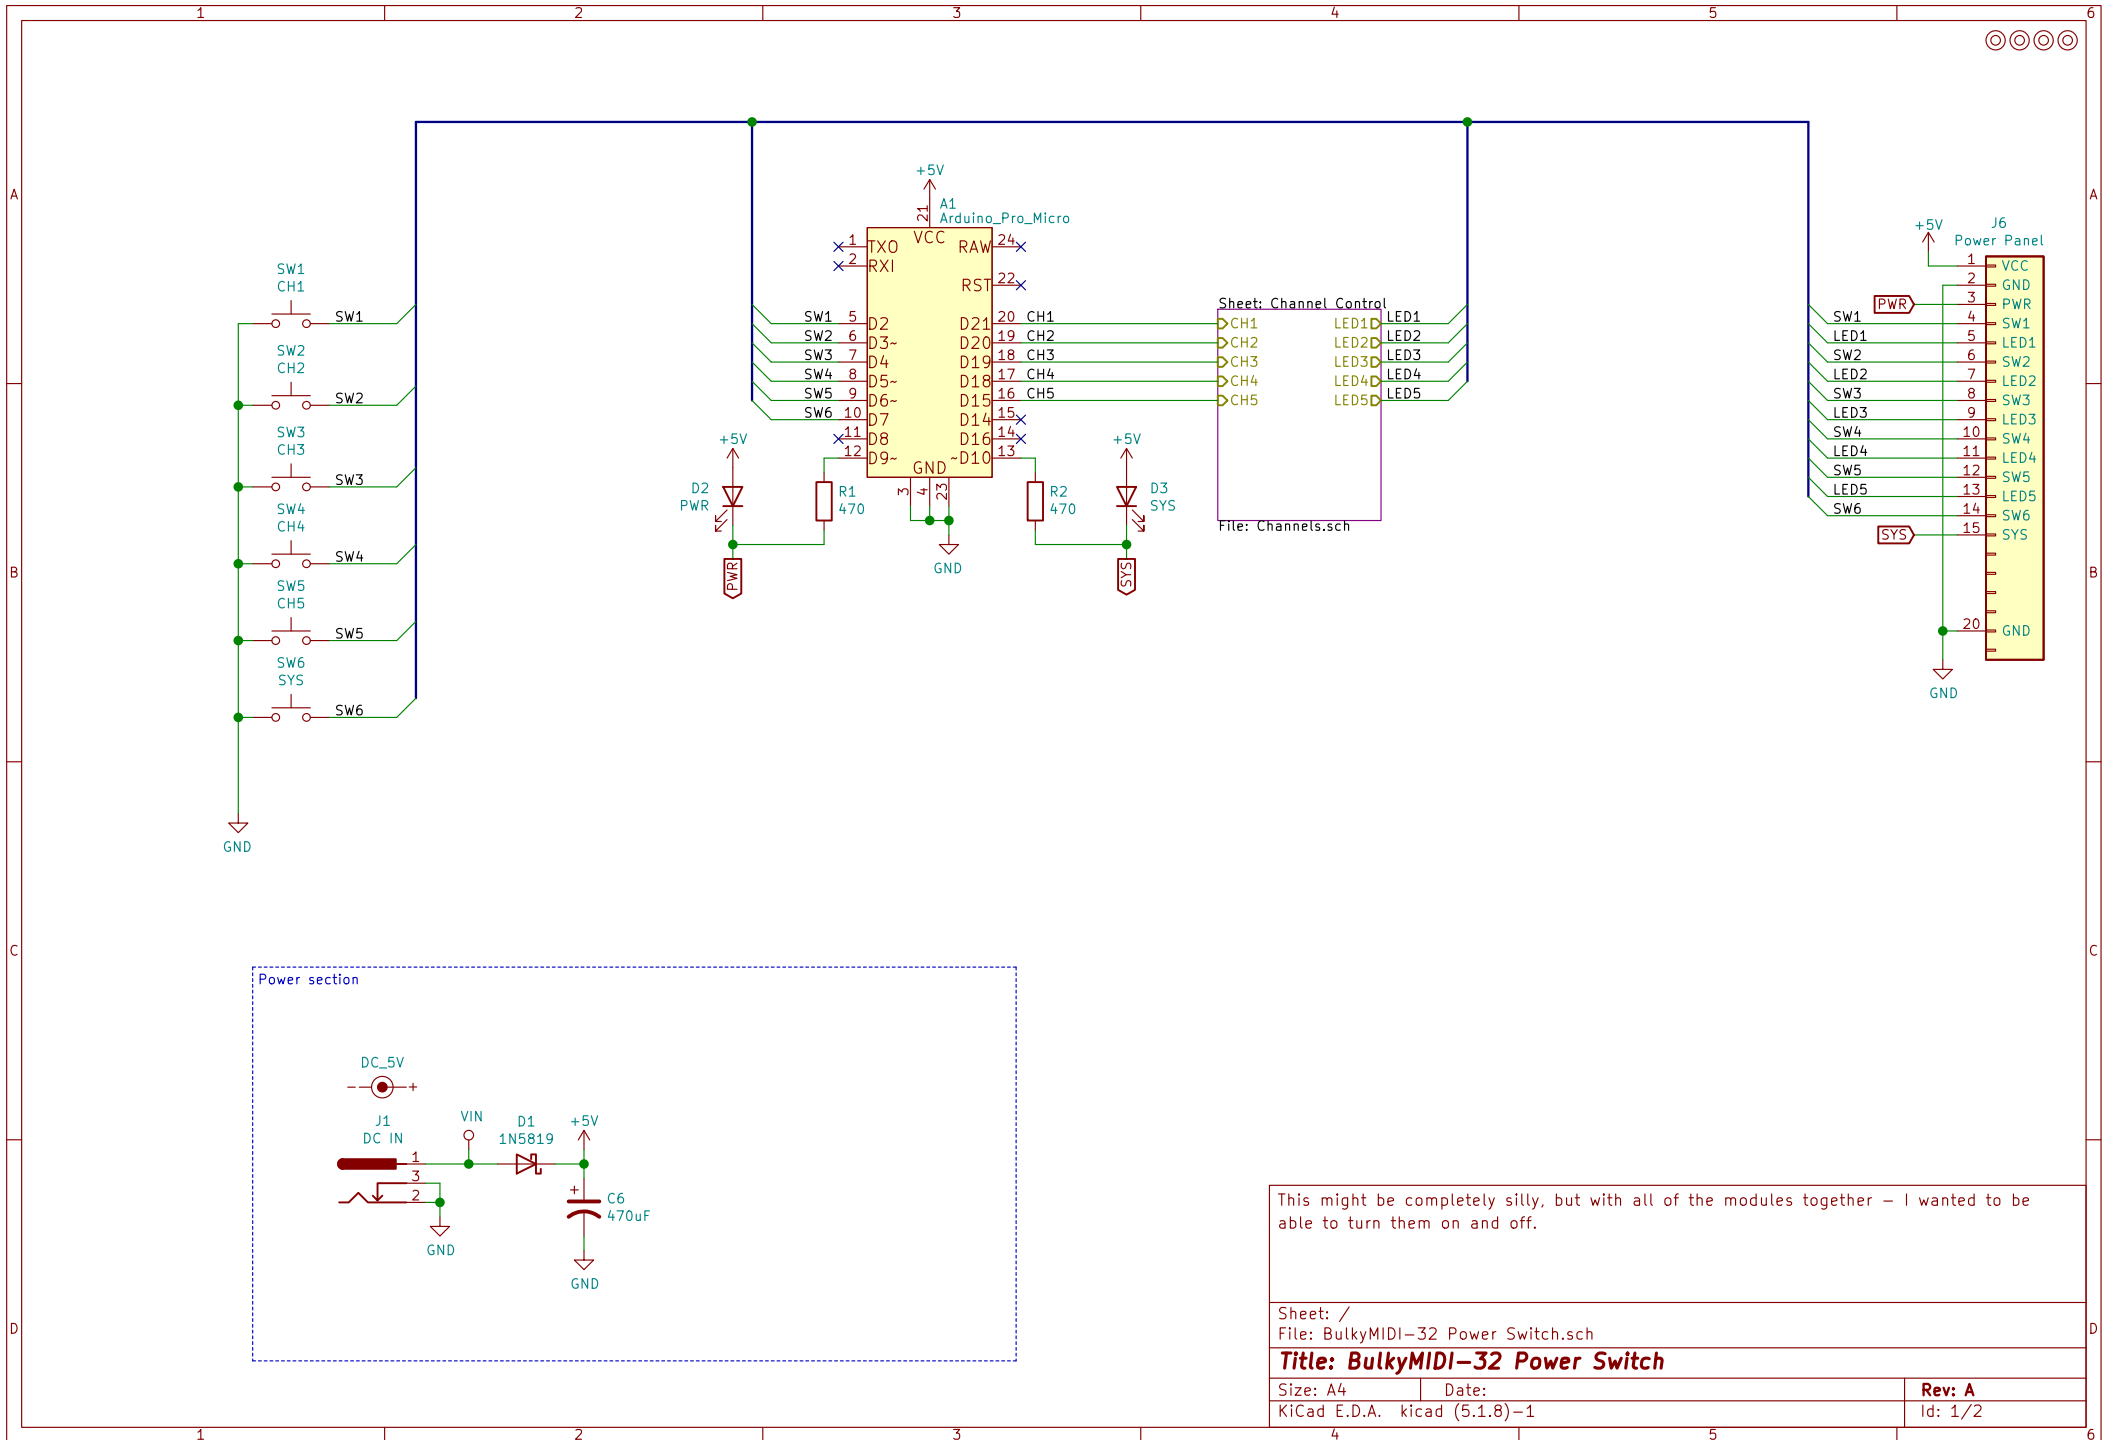 1 2 3 4 5 6
A
B
C
D
A
B
C
D
1 2 3 4 5 6
SW1
CH1
SW1
SW2
CH2
SW2
SW3
CH3
SW3
SW4
CH4
SW4
SW5
CH5
SW5
SW6
SYS
SW6
GND
+5V
21
A1
Arduino_Pro_Micro
VCC
1 TXO
2 RXI
SW1 5 D2
SW2 6 D3~
SW3 7 D4
SW4 8 D5~
SW5 9 D6~
SW6 10 D7
11 D8
12 D9~
RAW 24
RST 22
D21 20 CH1
D20 19 CH2
D19 18 CH3
D18 17 CH4
D15 16 CH5
D14 15
D16 14
~D10 13
GND
3 4 23
GND
+5V
D2
PWR
PWR
R1
470
R2
470
+5V
D3
SYS
SYS
Sheet: Channel Control
CH1 LED1 LED1
CH2 LED2 LED2
CH3 LED3 LED3
CH4 LED4 LED4
CH5 LED5 LED5
File: Channels.sch
J6
Power Panel
+5V
1 VCC
2 GND
PWR 3 PWR
SW1 4 SW1
LED1 5 LED1
SW2 6 SW2
LED2 7 LED2
SW3 8 SW3
LED3 9 LED3
SW4 10 SW4
LED4 11 LED4
SW5 12 SW5
LED5 13 LED5
SW6 14 SW6
SYS 15 SYS
20 GND
GND
Power section
DC_5V
- +
J1
DC IN
1
3
2
GND
VIN
D1
1N5819
+5V
+
C6
470uF
GND
This might be completely silly, but with all of the modules together – I wanted to be
able to turn them on and off.
Sheet: /
File: BulkyMIDI–32 Power Switch.sch
Title: BulkyMIDI–32 Power Switch
Size: A4 Date: Rev: A
KiCad E.D.A. kicad (5.1.8)–1 Id: 1/2